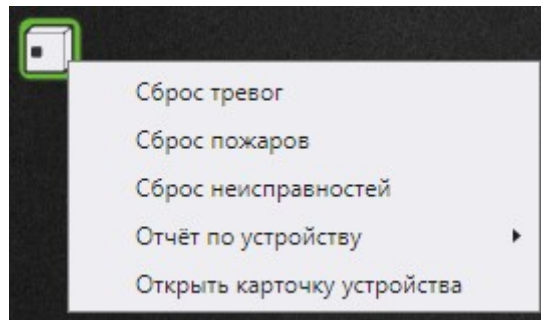 Сброс тревог
Сброс пожаров
Сброс неисправностей
Отчёт по устройству
Открыть карточку устройства